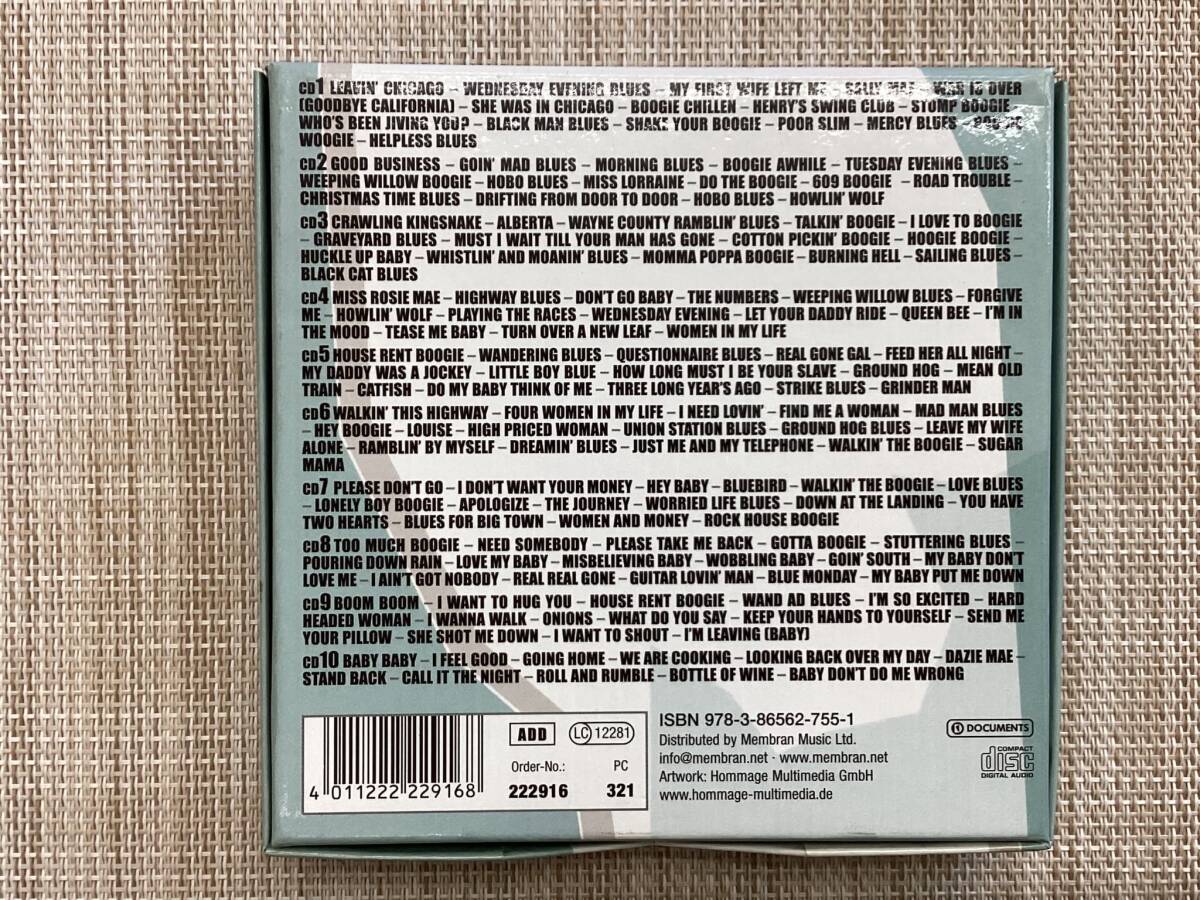 CD1 LEAVIN' CHICAGO – WEDNESDAY EVENING BLUES – MY FIRST WIFE LEFT ME – SALLY MAE – WAR IS OVER
(GOODBYE CALIFORNIA) – SHE WAS IN CHICAGO – BOOGIE CHILLEN – HENRY'S SWING CLUB – STOMP BOOGIE –
WHO'S BEEN JIVING YOU? – BLACK MAN BLUES – SHAKE YOUR BOOGIE – POOR SLIM – MERCY BLUES –
WOOGIE – HELPLESS BLUES
CD2 GOOD BUSINESS – GOIN' MAD BLUES – MORNING BLUES – BOOGIE AWHILE – TUESDAY EVENING BLUES –
WEEPING WILLOW BOOGIE – HOBO BLUES – MISS LORRAINE – DO THE BOOGIE – 609 BOOGIE – ROAD TROUBLE –
CHRISTMAS TIME BLUES – DRIFTING FROM DOOR TO DOOR – HOBO BLUES – HOWLIN' WOLF
CD3 CRAWLING KINGSNAKE – ALBERTA – WAYNE COUNTY RAMBLIN' BLUES – TALKIN' BOOGIE – I LOVE TO BOOGIE
– GRAVEYARD BLUES – MUST I WAIT TILL YOUR MAN HAS GONE – COTTON PICKIN' BOOGIE – HOOGIE BOOGIE –
HUCKLE UP BABY – WHISTLIN' AND MOANIN' BLUES – MOMMA POPPA BOOGIE – BURNING HELL – SAILING BLUES –
BLACK CAT BLUES
CD4 MISS ROSIE MAE – HIGHWAY BLUES – DON'T GO BABY – THE NUMBERS – WEEPING WILLOW BLUES – FORGIVE
ME – HOWLIN' WOLF – PLAYING THE RACES – WEDNESDAY EVENING – LET YOUR DADDY RIDE – QUEEN BEE – I'M IN
THE MOOD – TEASE ME BABY – TURN OVER A NEW LEAF – WOMEN IN MY LIFE
CD5 HOUSE RENT BOOGIE – WANDERING BLUES – QUESTIONNAIRE BLUES – REAL GONE GAL – FEED HER ALL NIGHT –
MY DADDY WAS A JOCKEY – LITTLE BOY BLUE – HOW LONG MUST I BE YOUR SLAVE – GROUND HOG – MEAN OLD
TRAIN – CATFISH – DO MY BABY THINK OF ME – THREE LONG YEAR'S AGO – STRIKE BLUES – GRINDER MAN
CD6 WALKIN' THIS HIGHWAY – FOUR WOMEN IN MY LIFE – I NEED LOVIN' – FIND ME A WOMAN – MAD MAN BLUES
– HEY BOOGIE – LOUISE – HIGH PRICED WOMAN – UNION STATION BLUES – GROUND HOG BLUES – LEAVE MY WIFE
ALONE – RAMBLIN' BY MYSELF – DREAMIN' BLUES – JUST ME AND MY TELEPHONE – WALKIN' THE BOOGIE – SUGAR
MAMA
CD7 PLEASE DON'T GO – I DON'T WANT YOUR MONEY – HEY BABY – BLUEBIRD – WALKIN' THE BOOGIE – LOVE BLUES
– LONELY BOY BOOGIE – APOLOGIZE – THE JOURNEY – WORRIED LIFE BLUES – DOWN AT THE LANDING – YOU HAVE
TWO HEARTS – BLUES FOR BIG TOWN – WOMEN AND MONEY – ROCK HOUSE BOOGIE
CD8 TOO MUCH BOOGIE – NEED SOMEBODY – PLEASE TAKE ME BACK – GOTTA BOOGIE – STUTTERING BLUES –
POURING DOWN RAIN – LOVE MY BABY – MISBELIEVING BABY – WOBBLING BABY – GOIN' SOUTH – MY BABY DON'T
LOVE ME – I AIN'T GOT NOBODY – REAL REAL GONE – GUITAR LOVIN' MAN – BLUE MONDAY – MY BABY PUT ME DOWN
CD9 BOOM BOOM – I WANT TO HUG YOU – HOUSE RENT BOOGIE – WAND AD BLUES – I'M SO EXCITED – HARD
HEADED WOMAN – I WANNA WALK – ONIONS – WHAT DO YOU SAY – KEEP YOUR HANDS TO YOURSELF – SEND ME
YOUR PILLOW – SHE SHOT ME DOWN – I WANT TO SHOUT – I'M LEAVING (BABY)
CD10 BABY BABY – I FEEL GOOD – GOING HOME – WE ARE COOKING – LOOKING BACK OVER MY DAY – DAZIE MAE –
STAND BACK – CALL IT THE NIGHT – ROLL AND RUMBLE – BOTTLE OF WINE – BABY DON'T DO ME WRONG
4 011222 229168
ADD LC 12281
Order-No.: PC
222916 321
ISBN 978-3-86562-755-1
Distributed by Membran Music Ltd.
info@membran.net · www.membran.net
Artwork: Hommage Multimedia GmbH
www.hommage-multimedia.de
DOCUMENTS
COMPACT
disc
DIGITAL AUDIO